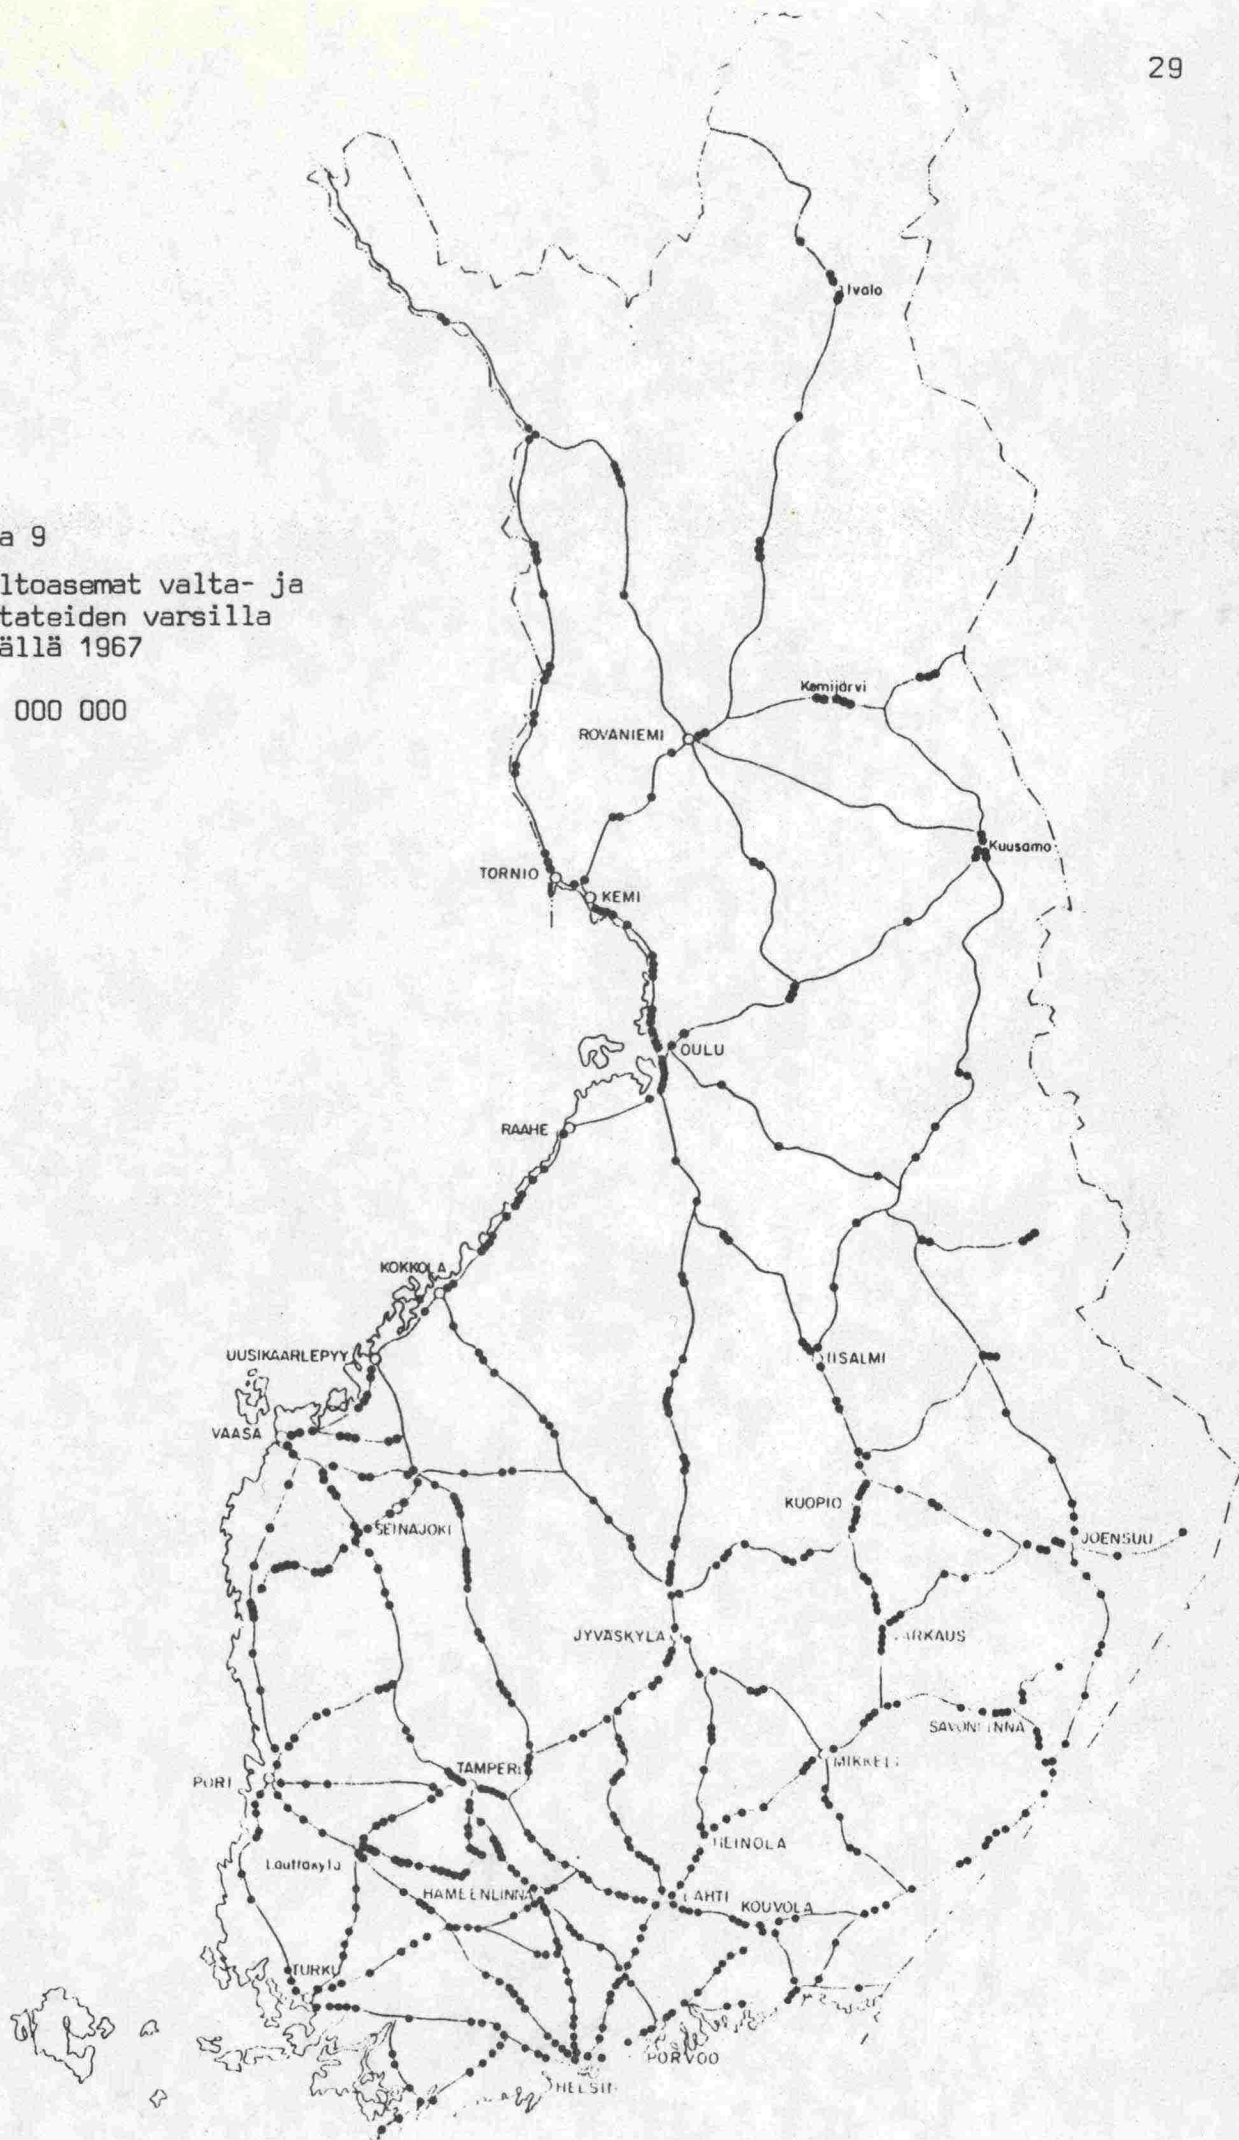 29
a 9
ltoasemat valta- ja
tateiden varsilla
ällä 1967
000 000
Ivalo
Kemijärvi
ROVANIEMI
Kuusamo
TORNIO
KEMI
OULU
RAAHE
KOKKOLA
UUSIKAARLEPYY
IISALMI
VAASA
KUOPIO
SEINÄJOKI
JOENSUU
JYVÄSKYLÄ
ARKAUS
SAVONLINNA
MIKKELI
TAMPERE
PORI
HEINOLA
Lauttakylä
HÄMEENLINNA
LAHTI
KOUVOLA
TURKU
PORVOO
HELSIN